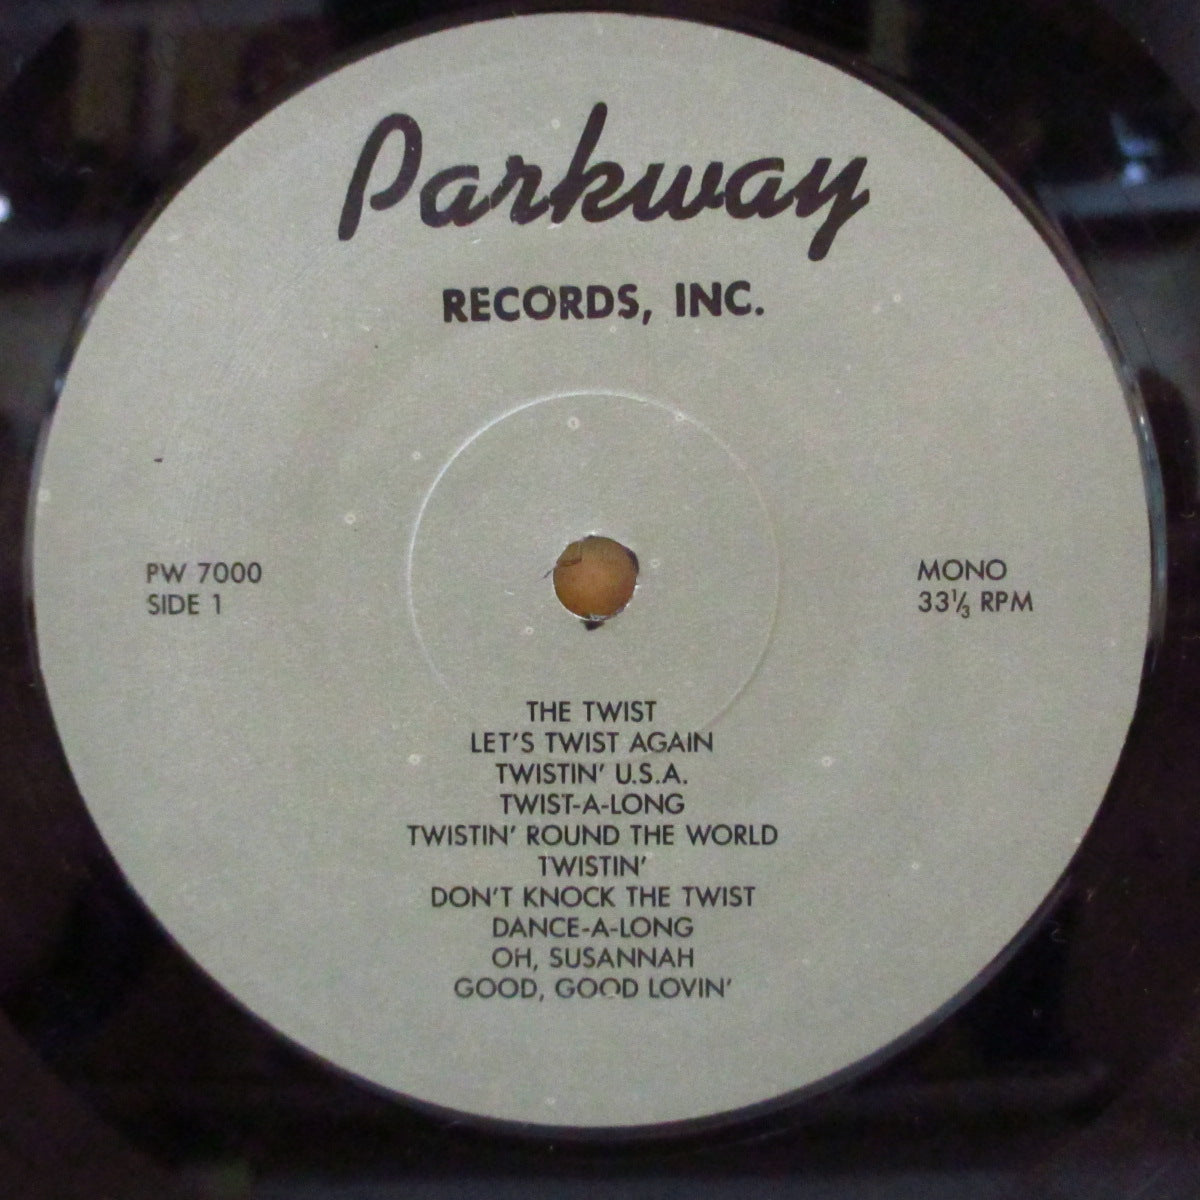 Parkway
RECORDS, INC.
PW 7000
SIDE 1
MONO
33⅓ RPM
THE TWIST
LET'S TWIST AGAIN
TWISTIN' U.S.A.
TWIST-A-LONG
TWISTIN' ROUND THE WORLD
TWISTIN'
DON'T KNOCK THE TWIST
DANCE-A-LONG
OH, SUSANNAH
GOOD, GOOD LOVIN'